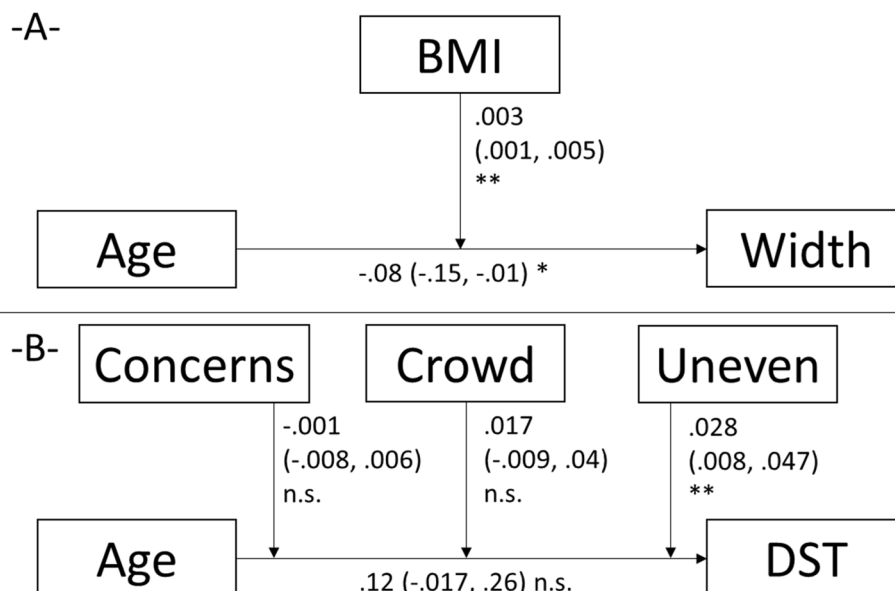 -A-
BMI
.003
(.001, .005)
**
Age
Width
-.08 (-.15, -.01) *
-B-
Concerns
Crowd
Uneven
-.001
(-.008, .006)
n.s.
.017
(-.009, .04)
n.s.
.028
(.008, .047)
**
Age
DST
.12 (-.017, .26) n.s.